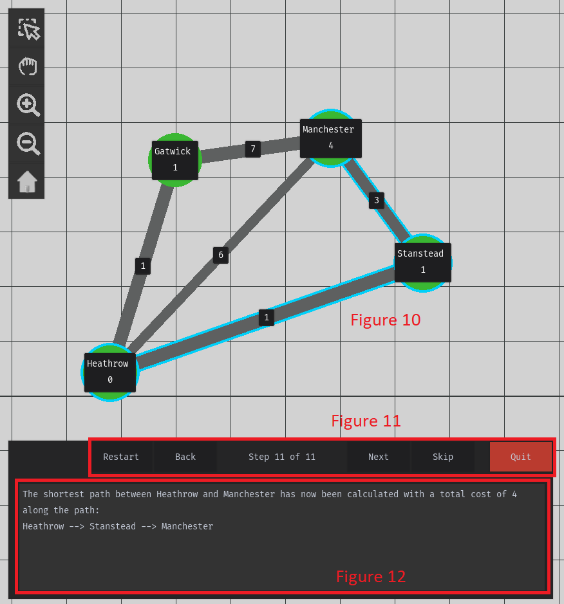 Manchester
4
Gatwick
1
7
3
6
Stanstead
1
1
1
Figure 10
Heathrow
0
Figure 11
Restart Back Step 11 of 11 Next Skip Quit
The shortest path between Heathrow and Manchester has now been calculated with a total cost of 4
along the path:
Heathrow --> Stanstead --> Manchester
Figure 12